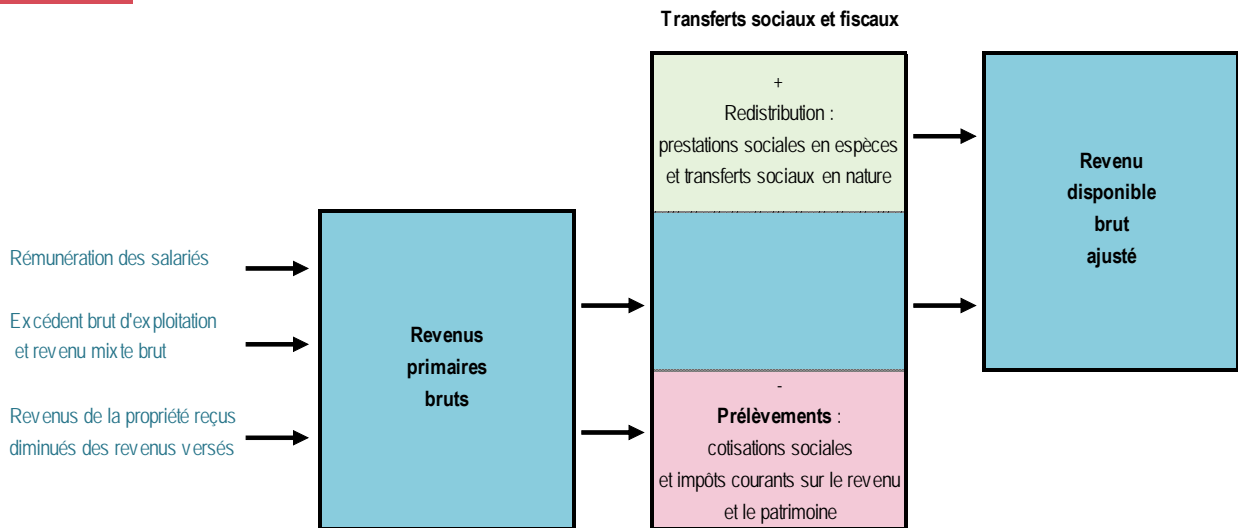 Transferts sociaux et fiscaux
Rémunération des salariés
Excédent brut d'exploitation
et revenu mixte brut
Revenus de la propriété reçus
diminués des revenus versés
Revenus
primaires
bruts
+
Redistribution :
prestations sociales en espèces
et transferts sociaux en nature
-
Prélèvements :
cotisations sociales
et impôts courants sur le revenu
et le patrimoine
Revenu
disponible
brut
ajusté